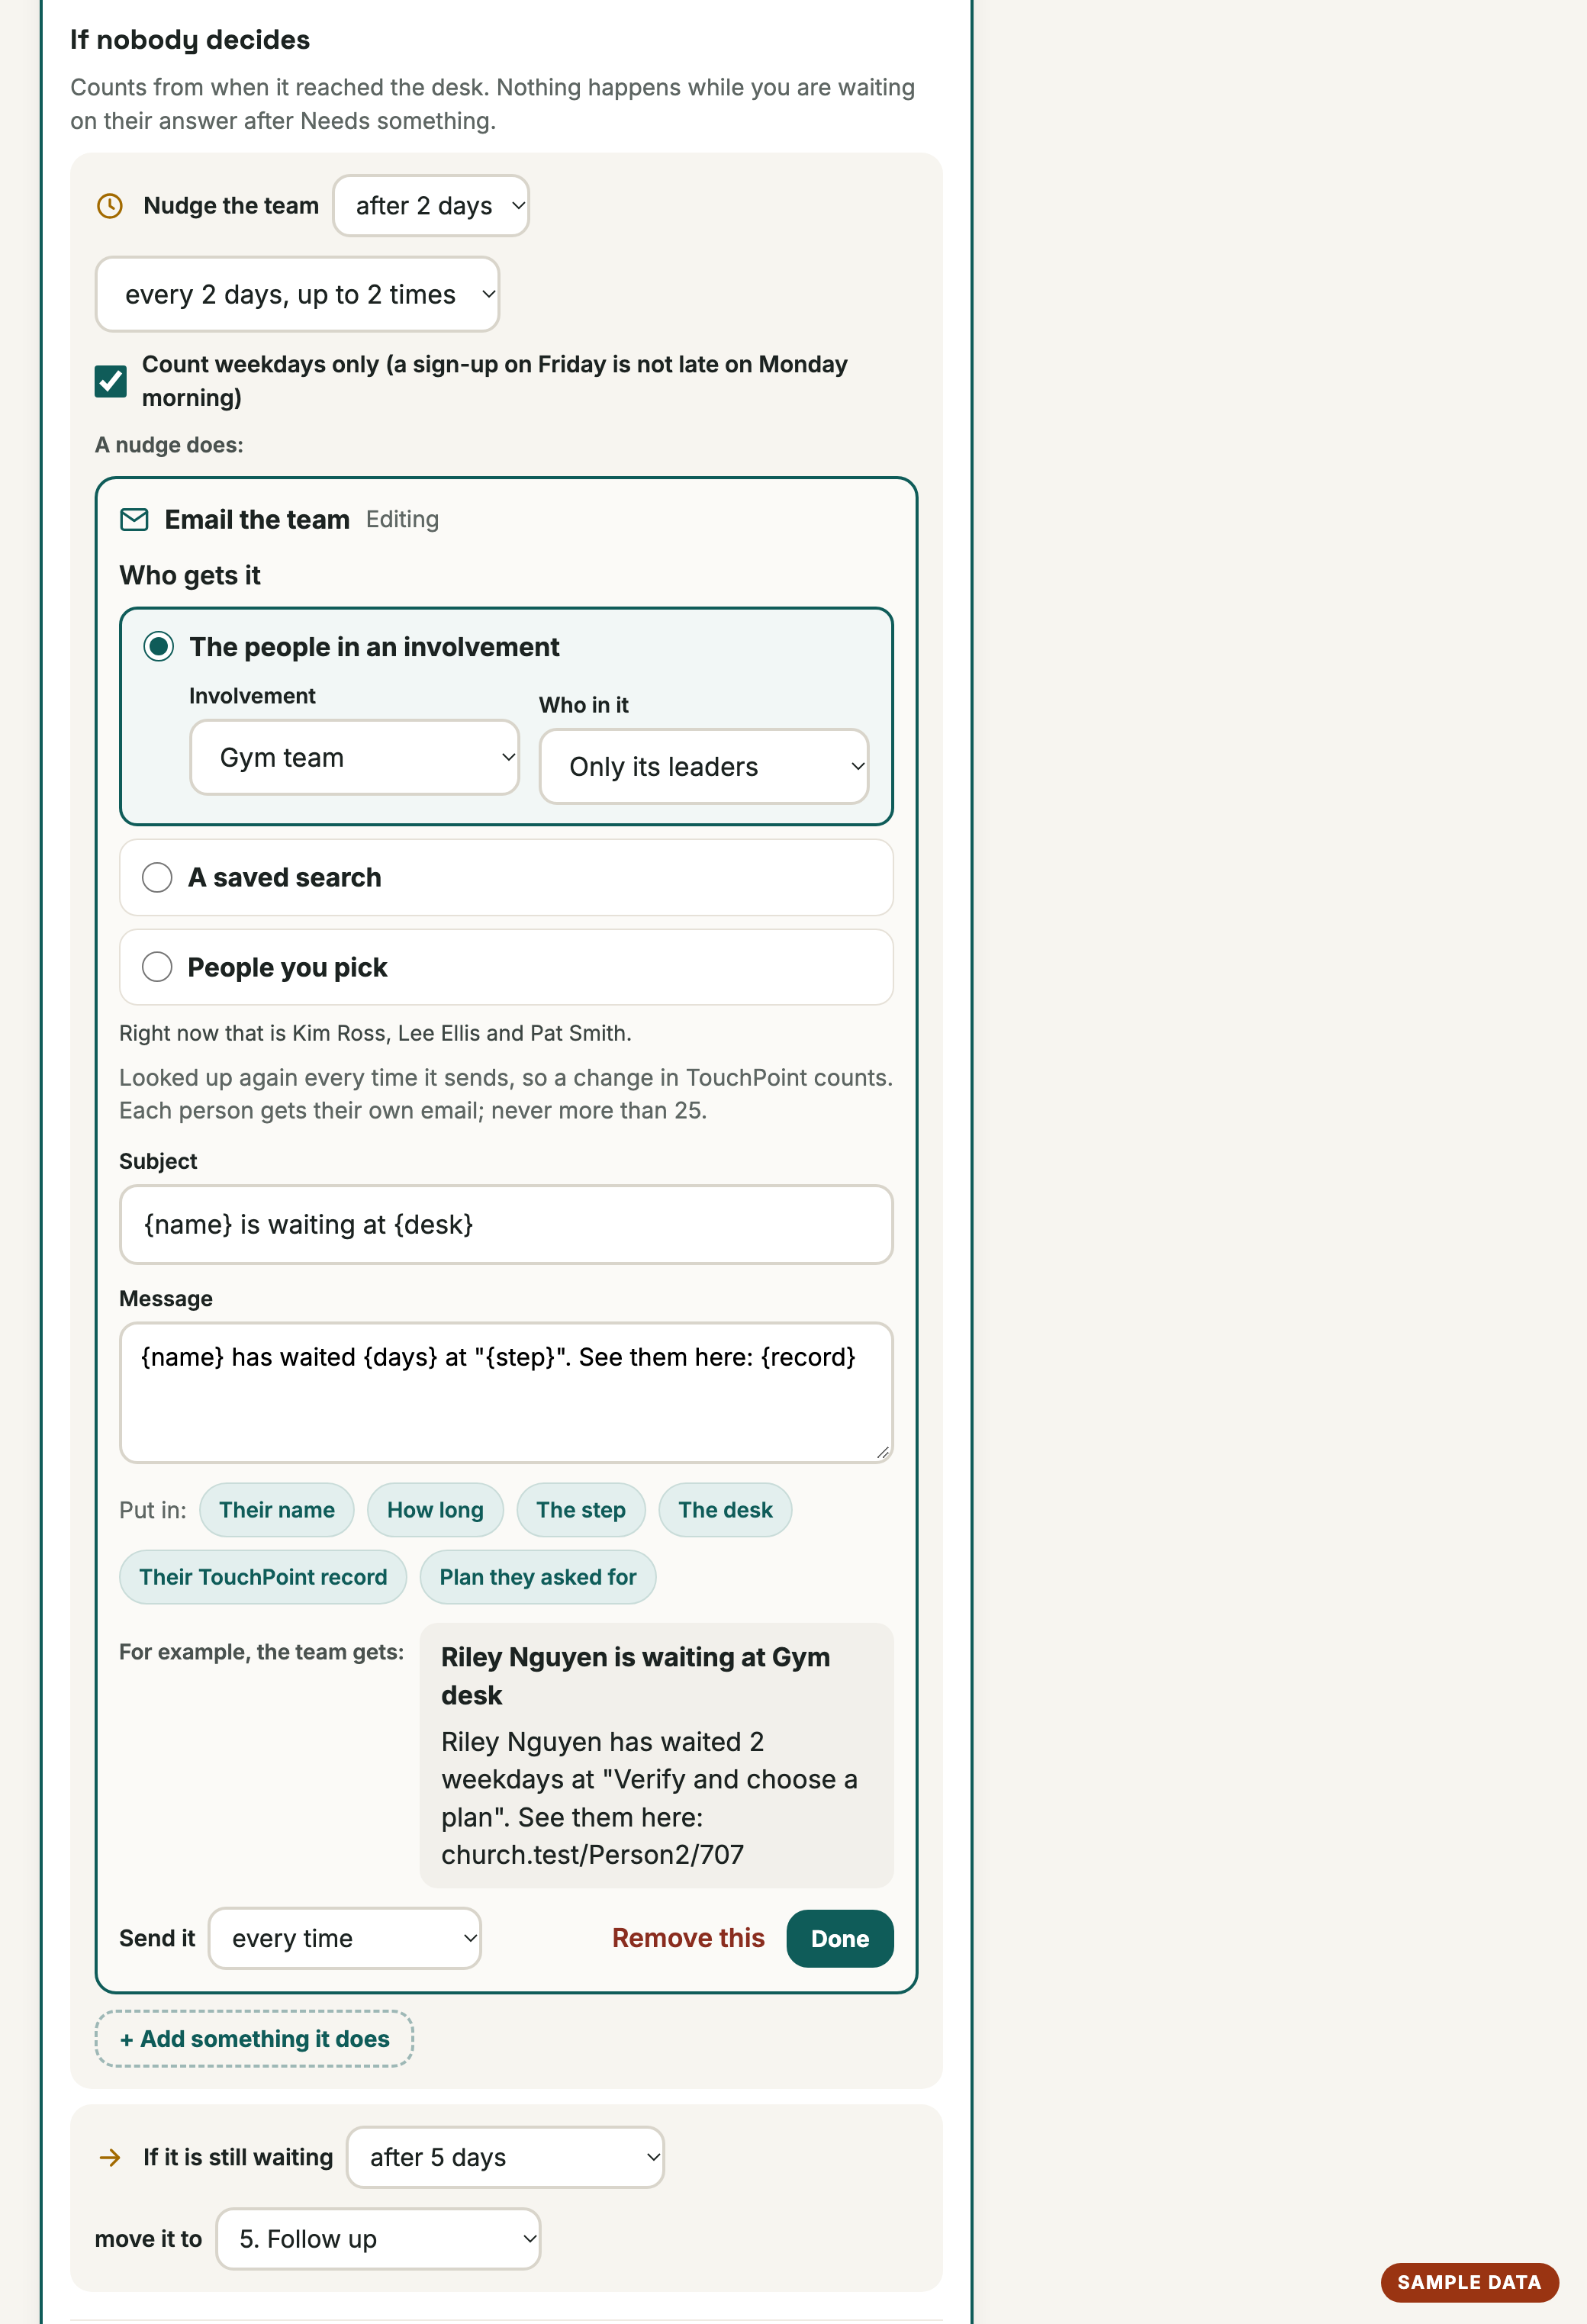 If nobody decides
Counts from when it reached the desk. Nothing happens while you are waiting
on their answer after Needs something.
Nudge the team
after 2 days
every 2 days, up to 2 times
Count weekdays only (a sign-up on Friday is not late on Monday
morning)
A nudge does:
Email the team Editing
Who gets it
The people in an involvement
Involvement
Who in it
Gym team
Only its leaders
A saved search
People you pick
Right now that is Kim Ross, Lee Ellis and Pat Smith.
Looked up again every time it sends, so a change in TouchPoint counts.
Each person gets their own email; never more than 25.
Subject
{name} is waiting at {desk}
Message
{name} has waited {days} at "{step}". See them here: {record}
Put in: Their name How long The step The desk
Their TouchPoint record Plan they asked for
For example, the team gets:
Riley Nguyen is waiting at Gym
desk
Riley Nguyen has waited 2
weekdays at "Verify and choose a
plan". See them here:
church.test/Person2/707
Send it every time Remove this Done
+ Add something it does
If it is still waiting after 5 days
move it to 5. Follow up
SAMPLE DATA